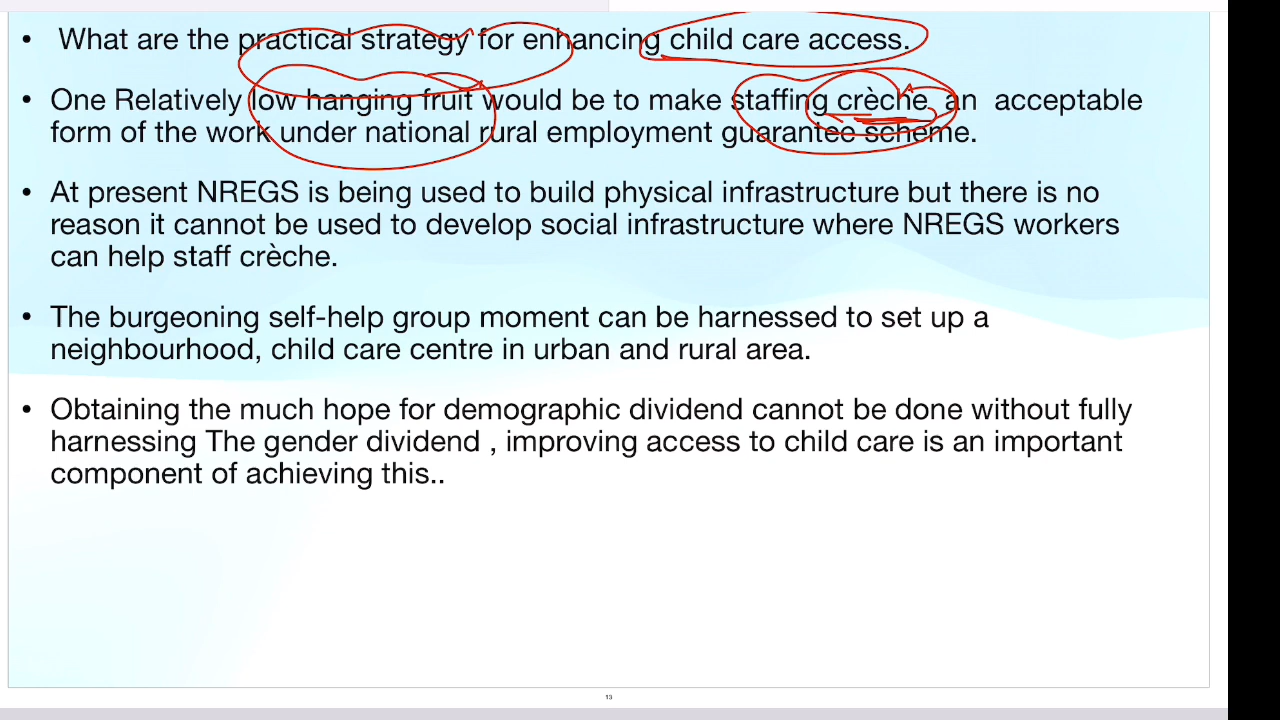 • What are the practical strategy for enhancing child care access.
• One Relatively low hanging fruit would be to make staffing crèche, an acceptable
form of the work under national rural employment guarantee scheme.
• At present NREGS is being used to build physical infrastructure but there is no
reason it cannot be used to develop social infrastructure where NREGS workers
can help staff crèche.
• The burgeoning self-help group moment can be harnessed to set up a
neighbourhood, child care centre in urban and rural area.
• Obtaining the much hope for demographic dividend cannot be done without fully
harnessing The gender dividend , improving access to child care is an important
component of achieving this..
13